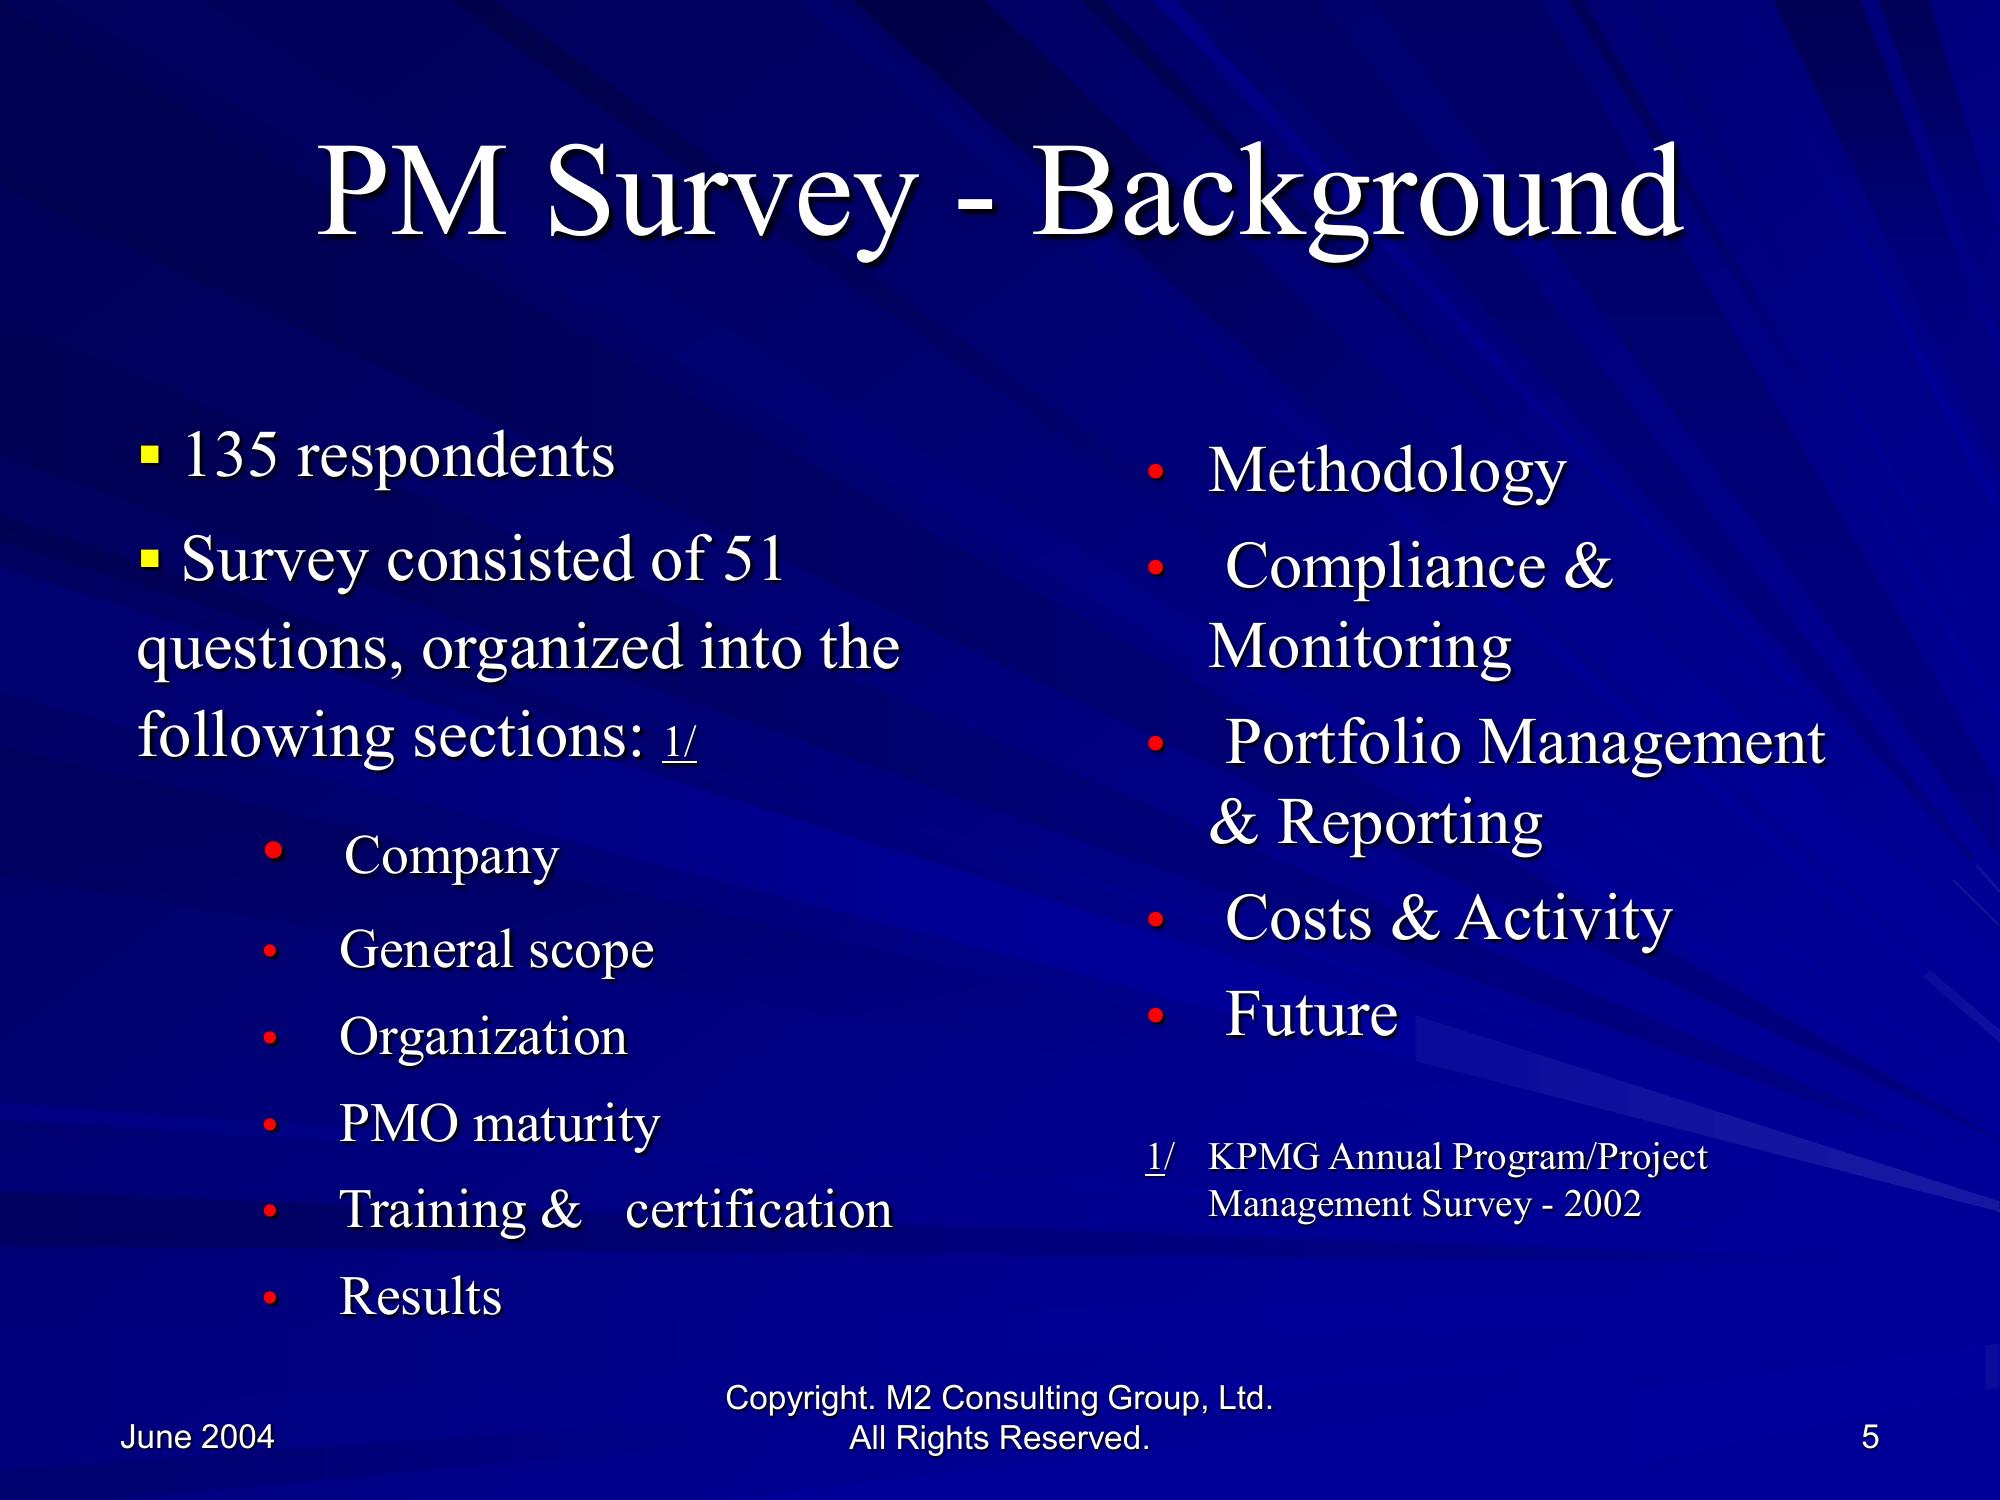 PM Survey - Background
▪ 135 respondents
▪ Survey consisted of 51
questions, organized into the
following sections: 1/
• Company
• General scope
• Organization
• PMO maturity
• Training & certification
• Results
• Methodology
• Compliance &
Monitoring
• Portfolio Management
& Reporting
• Costs & Activity
• Future
1/ KPMG Annual Program/Project
Management Survey - 2002
June 2004
Copyright. M2 Consulting Group, Ltd.
All Rights Reserved.
5